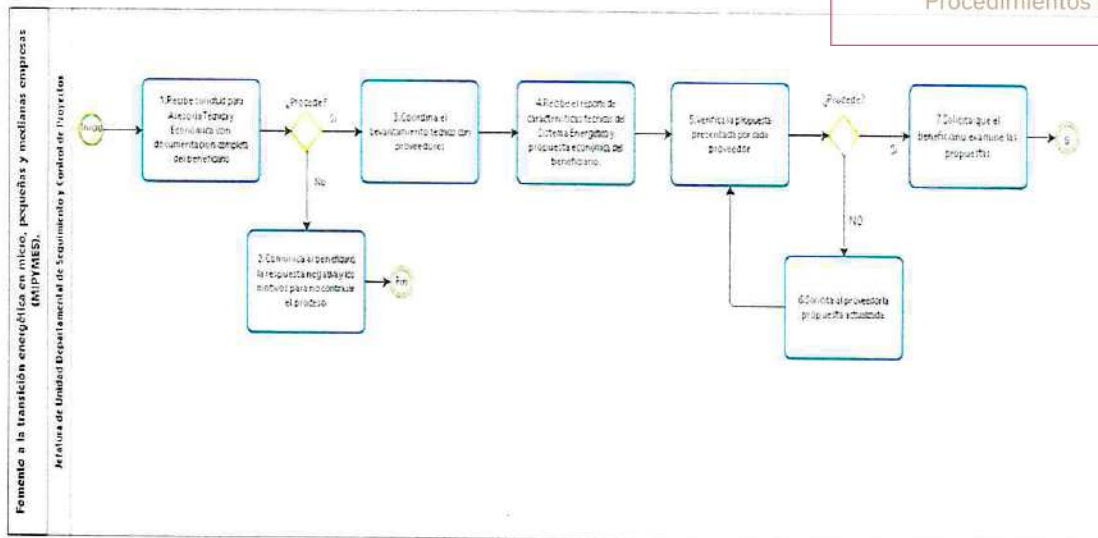 Procedimientos
Fomento a la transición energética en micro, pequeñas y medianas empresas
(MIPYMES).
Jefatura de Unidad Departamental de Seguimiento y Control de Proyectos
Inicio
1.Recibe solicitud para
Asesoría Técnica y
Económica con
documentación completa
del beneficiario
¿Procede?
Si
No
2.Comunica al beneficiario,
la respuesta negativa y los
motivos para no continuar
el proceso
Fin
3.Coordina el
Levantamiento técnico con
proveedores
4.Recibe el reporte de
características técnicas del
Sistema Energético y
propuesta económica, del
beneficiario.
5.Verifica la propuesta
presentada por cada
proveedor
¿Procede?
Si
NO
6.Solicita al proveedor la
propuesta actualizada
7.Solicita que el
beneficiario examine las
propuestas